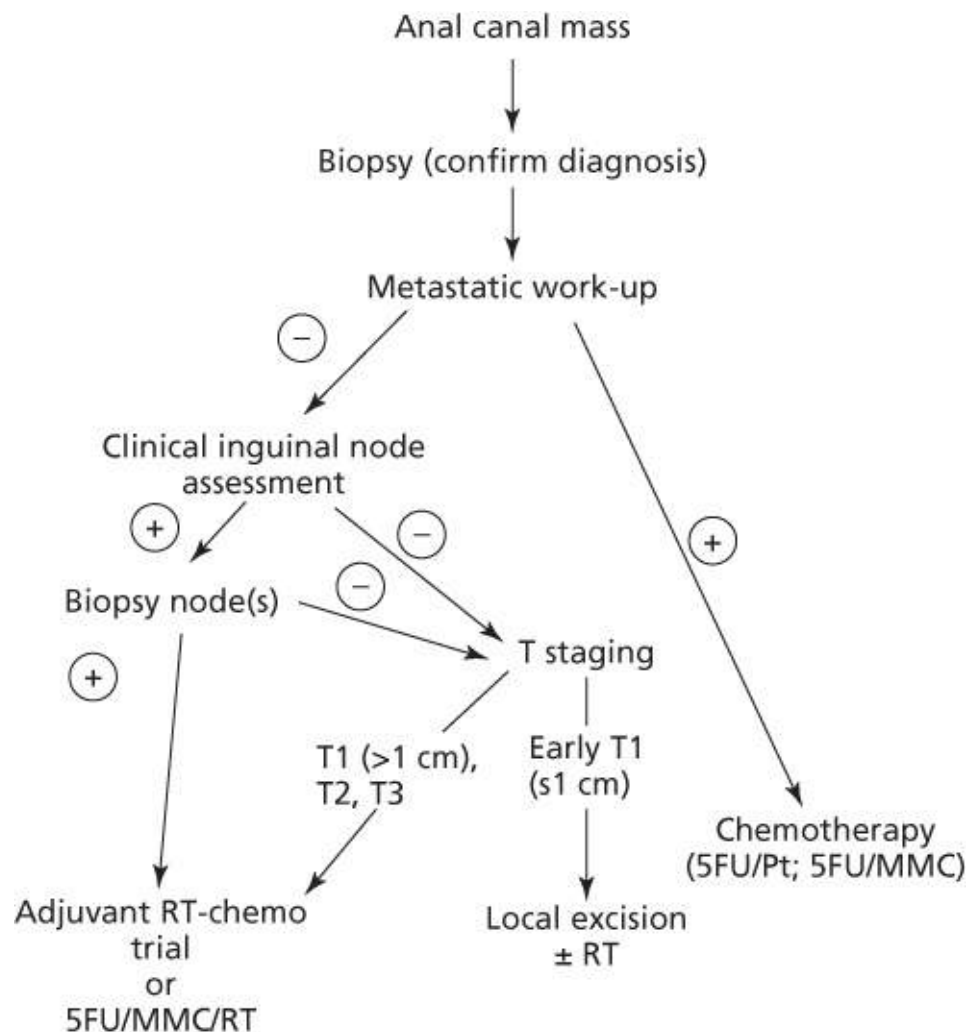 Anal canal mass
Biopsy (confirm diagnosis)
Metastatic work-up
−
Clinical inguinal node
assessment
+
−
+
Biopsy node(s)
−
+
T staging
T1 (>1 cm),
T2, T3
Early T1
(s1 cm)
Chemotherapy
(5FU/Pt; 5FU/MMC)
Adjuvant RT-chemo
trial
or
5FU/MMC/RT
Local excision
± RT